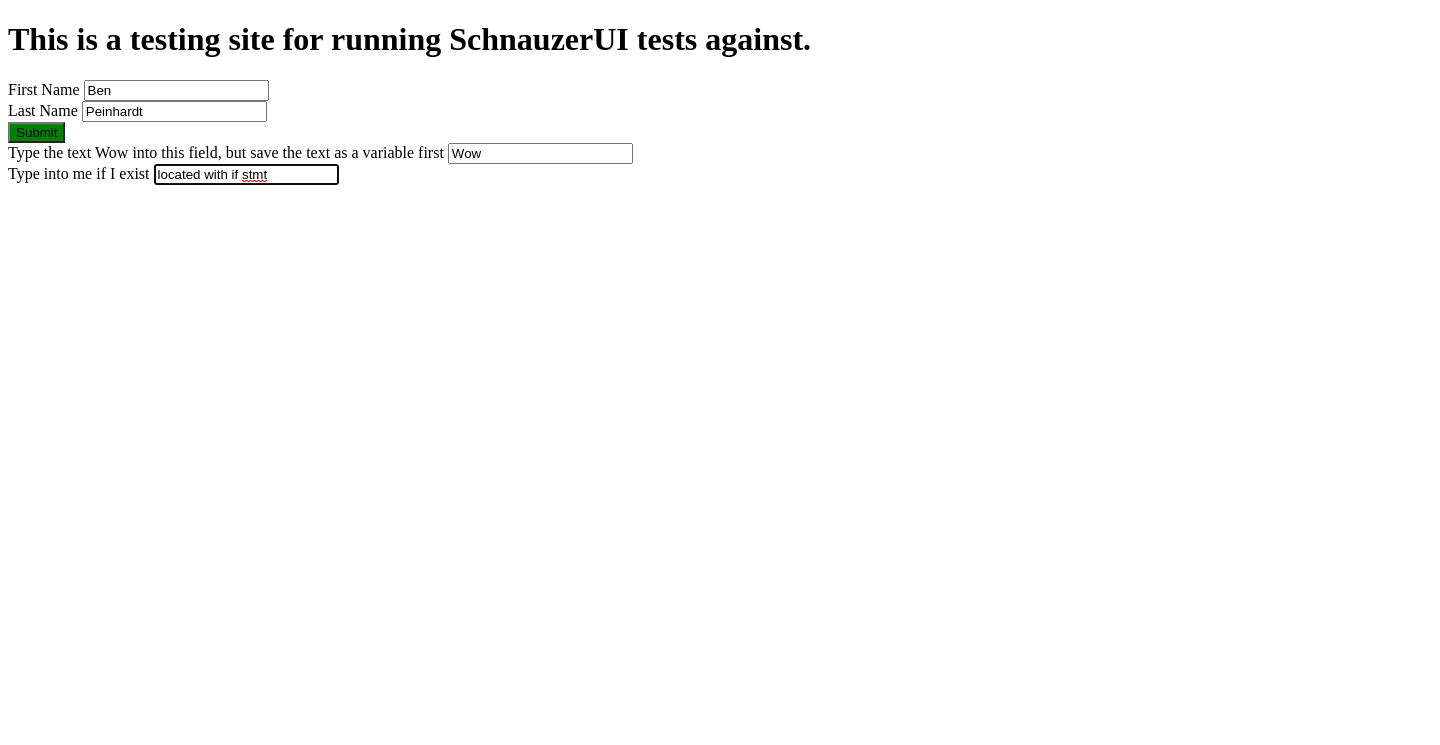 This is a testing site for running SchnauzerUI tests against.
First Name Ben
Last Name Peinhardt
Submit
Type the text Wow into this field, but save the text as a variable first Wow
Type into me if I exist located with if stmt